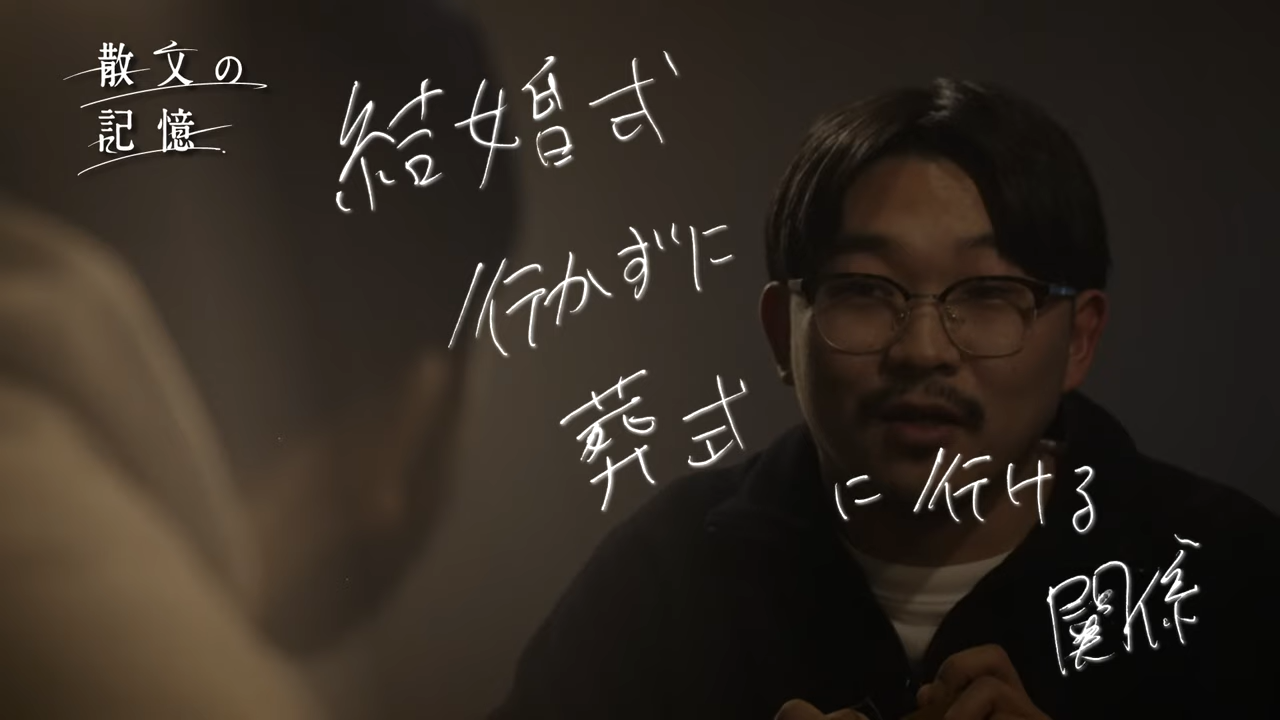 散文の
記憶
結婚式
行かずに
葬式
に行ける
関係